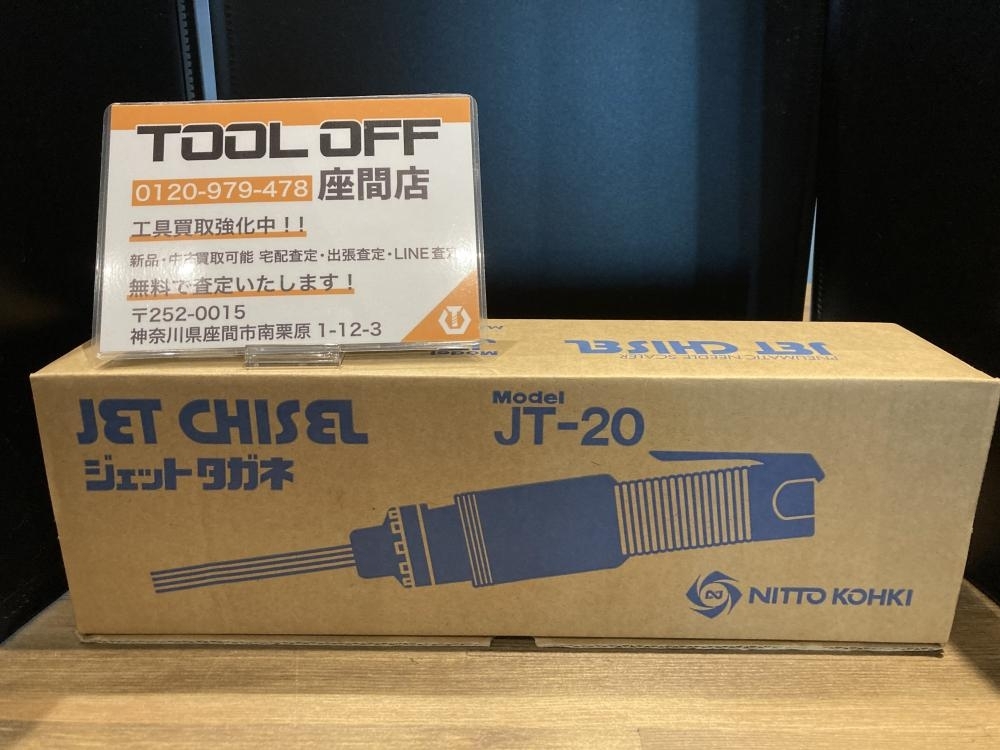 TOOL OFF
0120-979-478 座間店
工具買取強化中!!
新品・中古買取可能 宅配査定・出張査定・LINE査定
無料で査定いたします!
〒252-0015
神奈川県座間市南栗原 1-12-3
Model
JET CHISEL
PNEUMATIC NEEDLE SCALER
JET CHISEL
ジェットタガネ
Model
JT-20
NITTO KOHKI